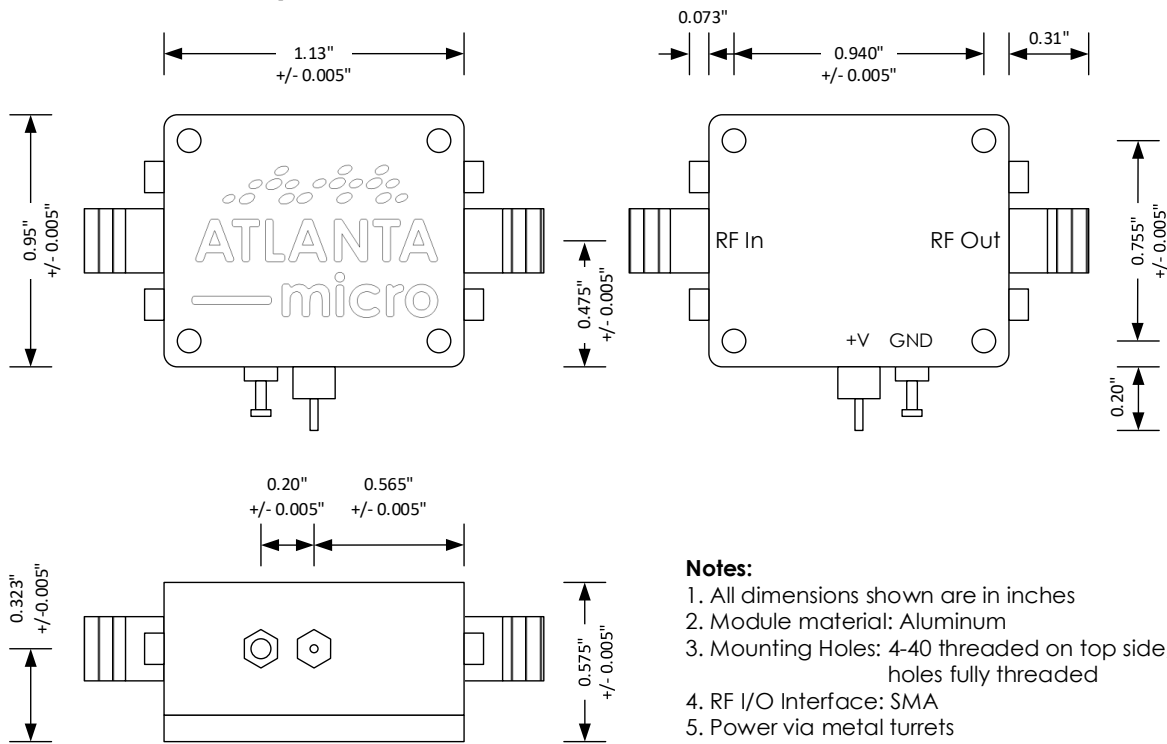 1.13"
+/- 0.005"
0.073"
0.940"
+/- 0.005"
0.31"
0.95"
+/- 0.005"
ATLANTA
micro
0.475"
+/- 0.005"
RF In
RF Out
+V GND
0.755"
+/- 0.005"
0.20"
0.20"
+/- 0.005"
0.565"
+/- 0.005"
0.323"
+/-0.005"
0.575"
+/- 0.005"
Notes:
1. All dimensions shown are in inches
2. Module material: Aluminum
3. Mounting Holes: 4-40 threaded on top side
holes fully threaded
4. RF I/O Interface: SMA
5. Power via metal turrets